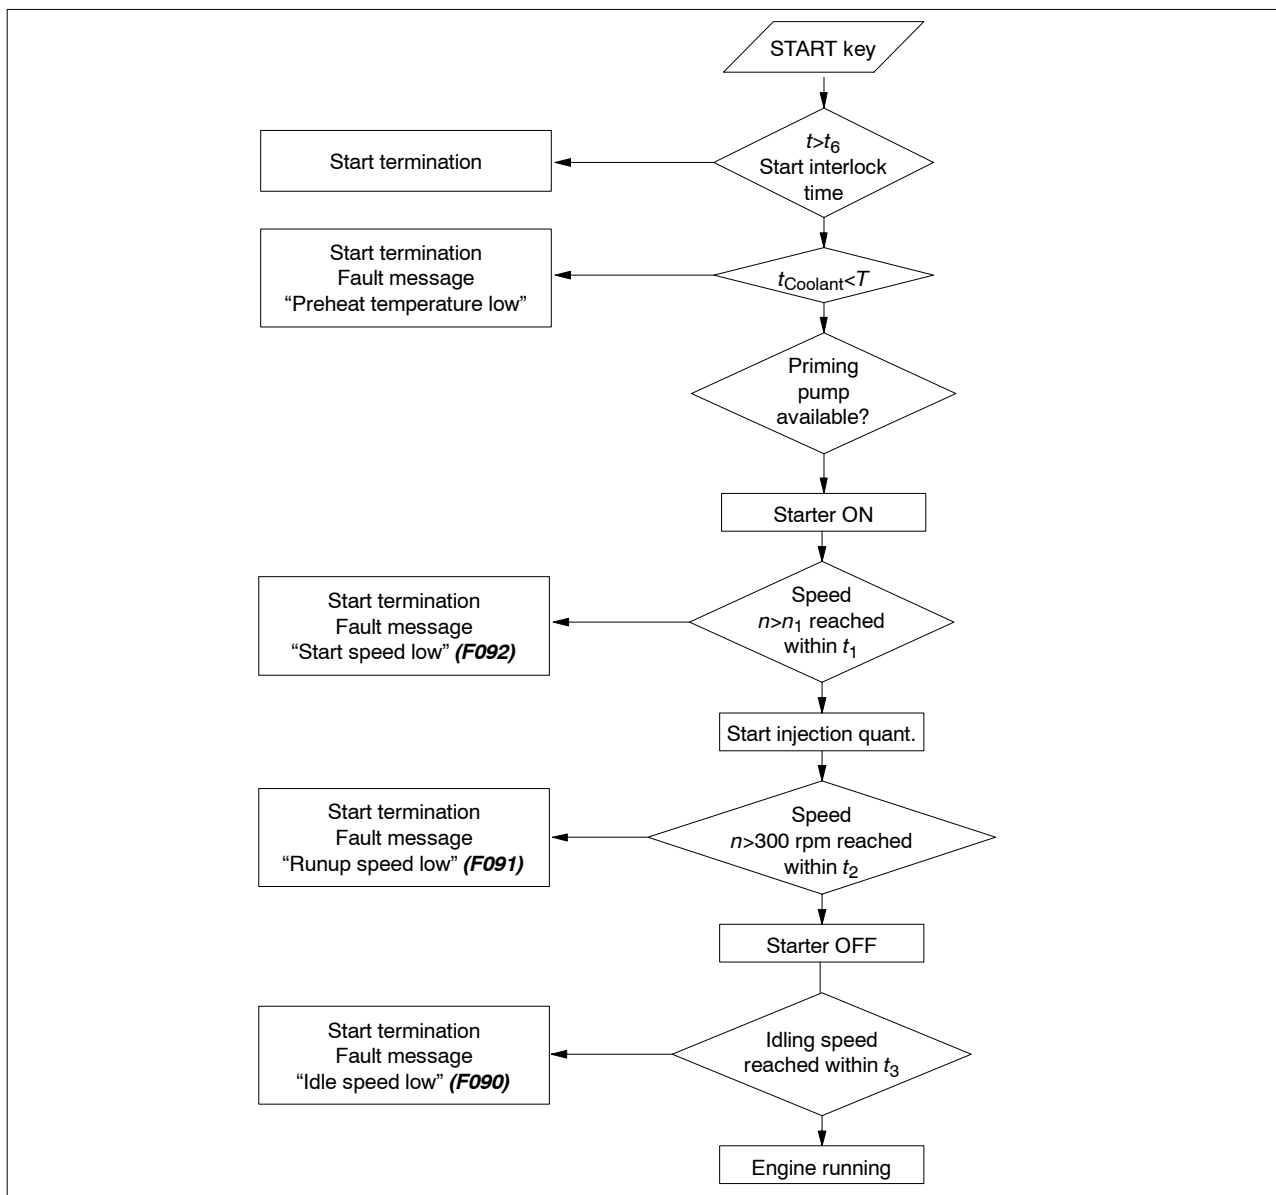 START key
t>t6
Start interlock
time
Start termination
Start termination
Fault message
“Preheat temperature low”
tCoolant<T
Priming
pump
available?
Starter ON
Speed
n>n1 reached
within t1
Start termination
Fault message
“Start speed low” (F092)
Start injection quant.
Speed
n>300 rpm reached
within t2
Start termination
Fault message
“Runup speed low” (F091)
Starter OFF
Idling speed
reached within t3
Start termination
Fault message
“Idle speed low” (F090)
Engine running